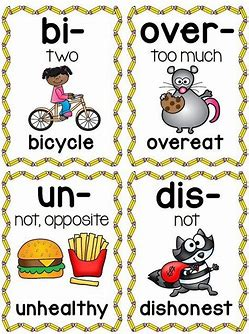 bi-
two
bicycle
over-
too much
overeat
un-
not, opposite
unhealthy
dis-
not
dishonest